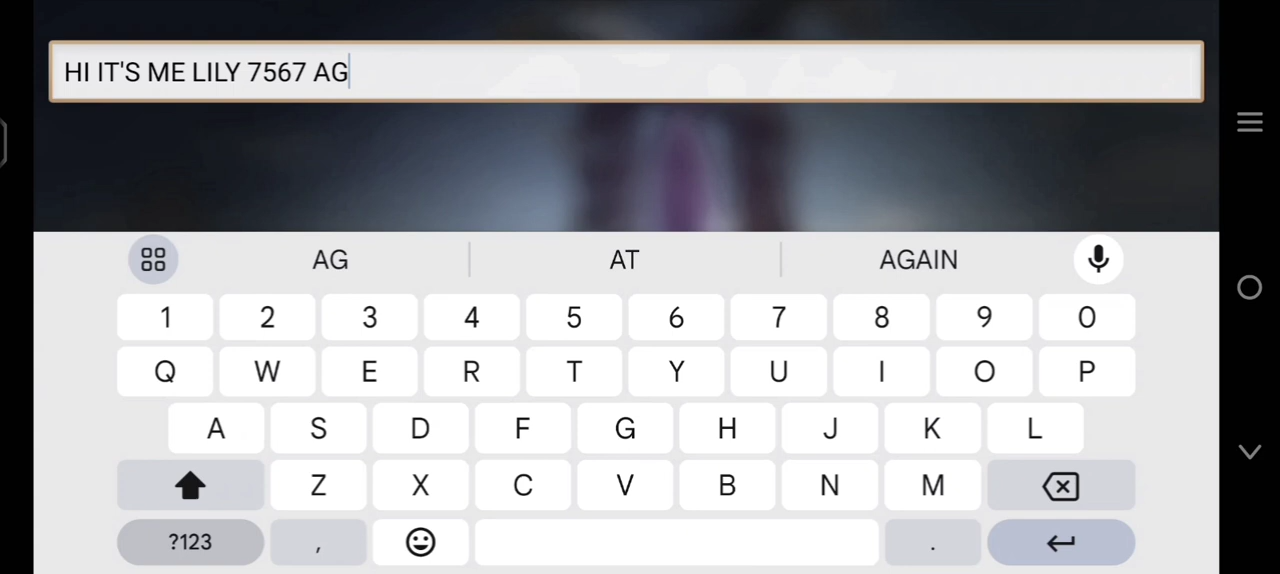 HI IT'S ME LILY 7567 AG
AG AT AGAIN
1 2 3 4 5 6 7 8 9 0
Q W E R T Y U I O P
A S D F G H J K L
Z X C V B N M
?123 , .